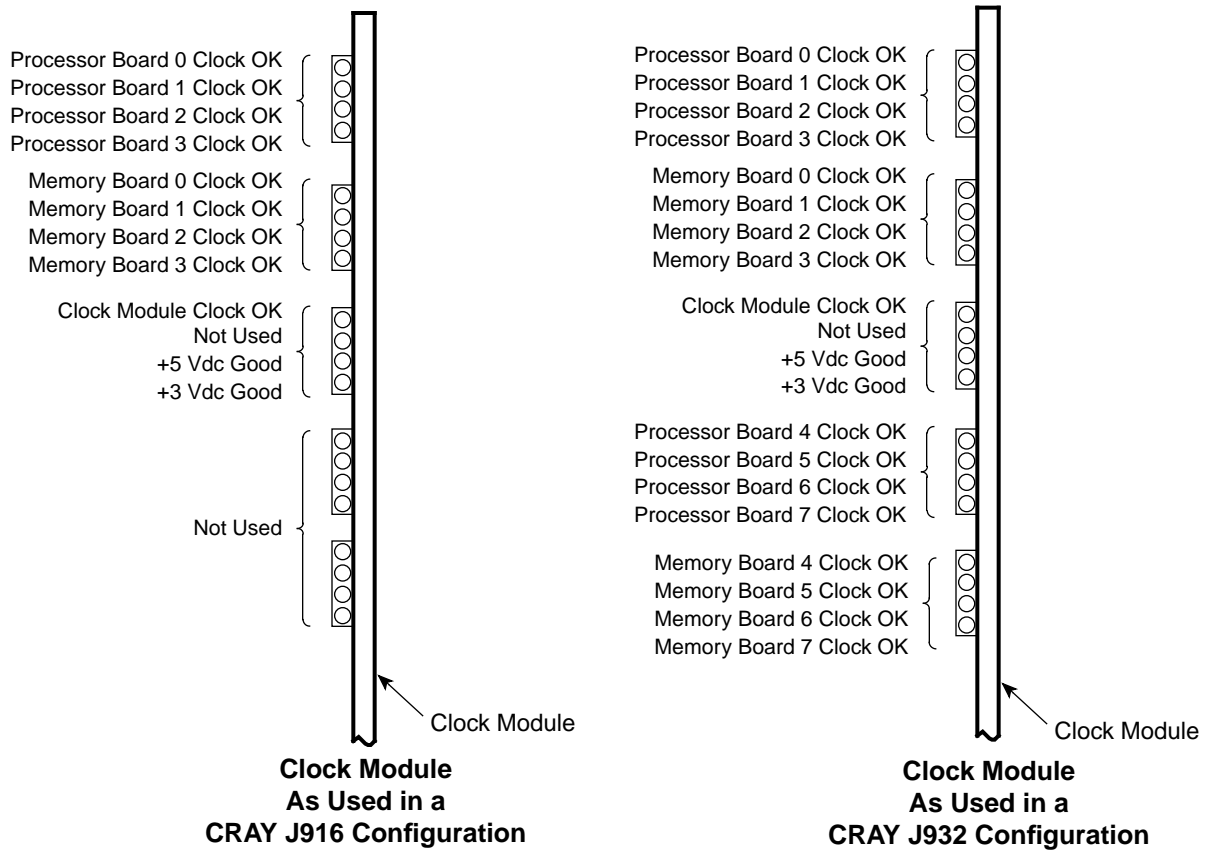 Processor Board 0 Clock OK
Processor Board 1 Clock OK
Processor Board 2 Clock OK
Processor Board 3 Clock OK
Memory Board 0 Clock OK
Memory Board 1 Clock OK
Memory Board 2 Clock OK
Memory Board 3 Clock OK
Clock Module Clock OK
Not Used
+5 Vdc Good
+3 Vdc Good
Not Used
Clock Module
Clock Module
As Used in a
CRAY J916 Configuration
Processor Board 0 Clock OK
Processor Board 1 Clock OK
Processor Board 2 Clock OK
Processor Board 3 Clock OK
Memory Board 0 Clock OK
Memory Board 1 Clock OK
Memory Board 2 Clock OK
Memory Board 3 Clock OK
Clock Module Clock OK
Not Used
+5 Vdc Good
+3 Vdc Good
Processor Board 4 Clock OK
Processor Board 5 Clock OK
Processor Board 6 Clock OK
Processor Board 7 Clock OK
Memory Board 4 Clock OK
Memory Board 5 Clock OK
Memory Board 6 Clock OK
Memory Board 7 Clock OK
Clock Module
Clock Module
As Used in a
CRAY J932 Configuration